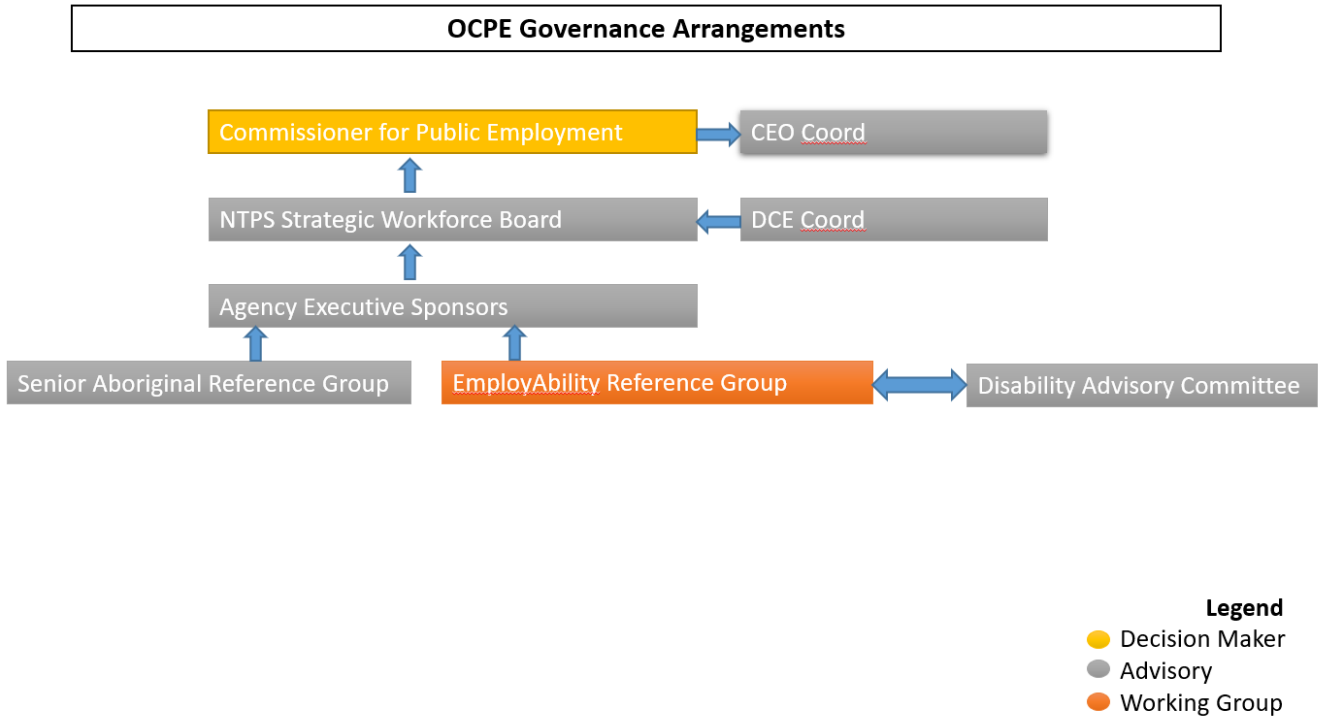 OCPE Governance Arrangements
Commissioner for Public Employment
CEO Coord
NTPS Strategic Workforce Board
DCE Coord
Agency Executive Sponsors
Senior Aboriginal Reference Group
EmployAbility Reference Group
Disability Advisory Committee
Legend
Decision Maker
Advisory
Working Group